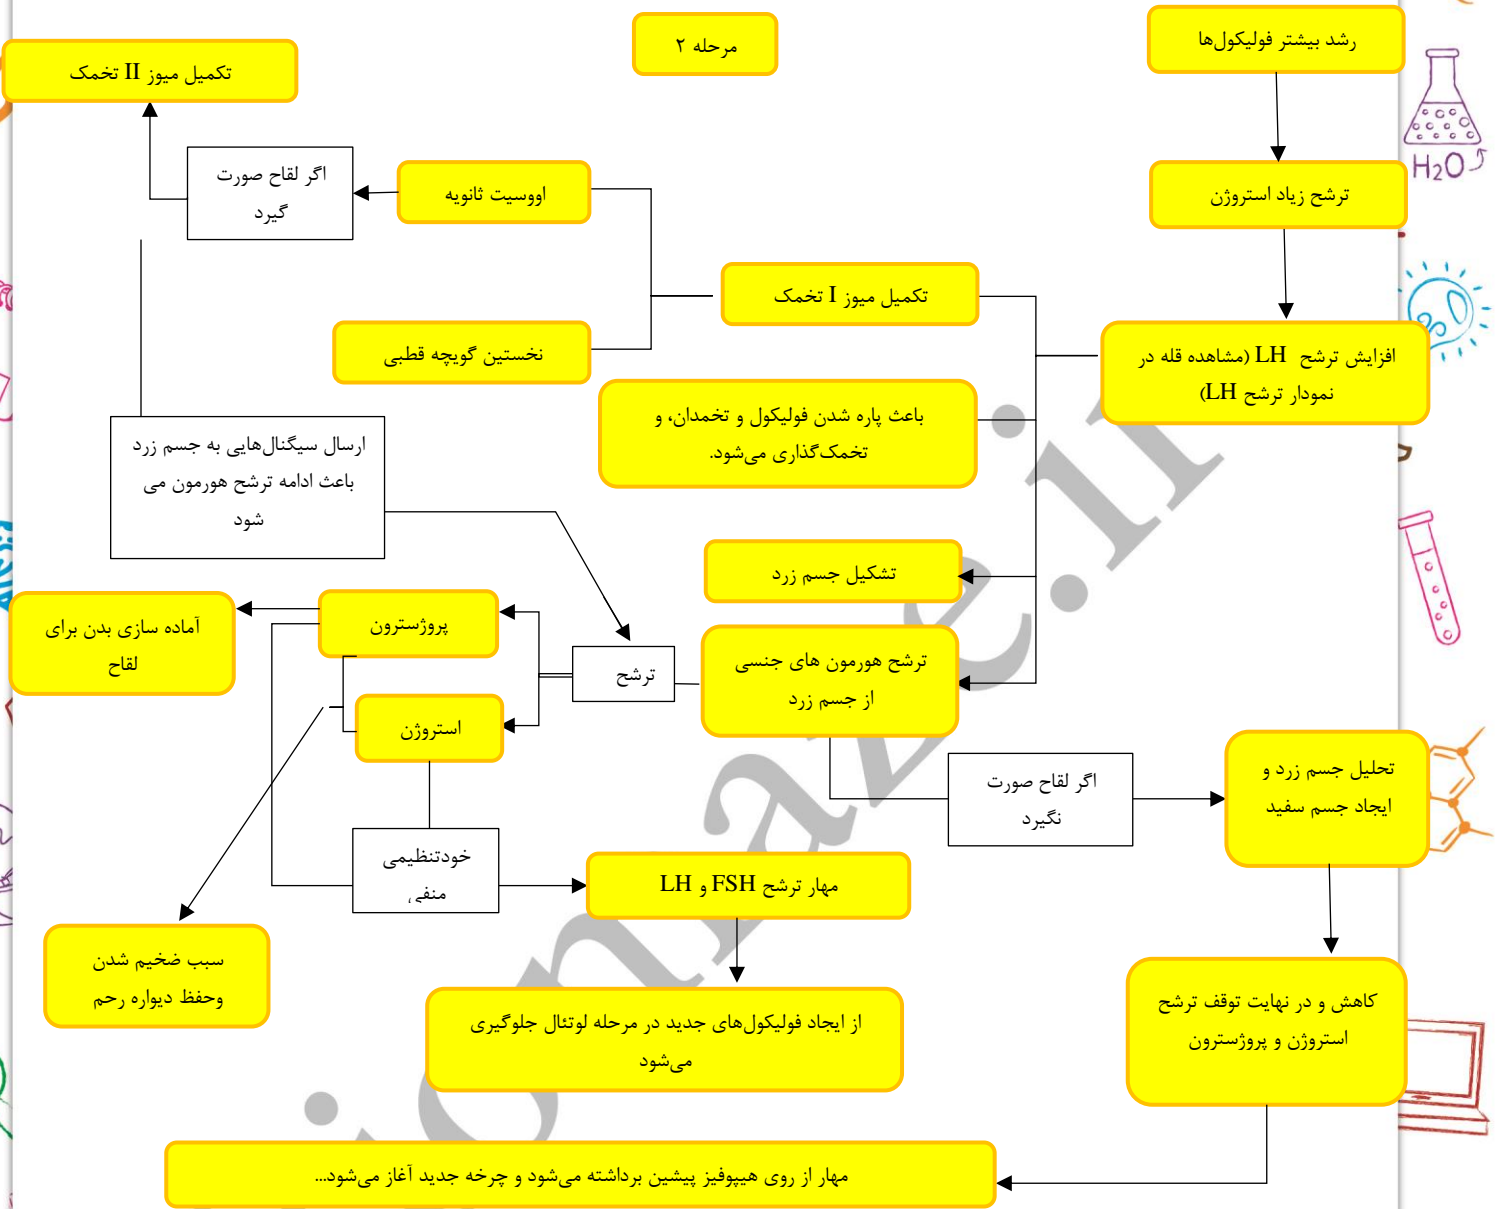 مرحله ۲
رشد بیشتر فولیکول‌ها
ترشح زیاد استروژن
افزایش ترشح LH (مشاهده قله در
نمودار ترشح LH)
تکمیل میوز I تخمک
اووسیت ثانویه
نخستین گویچه قطبی
اگر لقاح صورت
گیرد
تکمیل میوز II تخمک
ارسال سیگنال‌هایی به جسم زرد
باعث ادامه ترشح هورمون می
شود
باعث پاره شدن فولیکول و تخمدان، و
تخمک‌گذاری می‌شود.
تشکیل جسم زرد
ترشح هورمون های جنسی
از جسم زرد
ترشح
پروژسترون
استروژن
آماده سازی بدن برای
لقاح
خودتنظیمی
منفی
سبب ضخیم شدن
وحفظ دیواره رحم
مهار ترشح FSH و LH
از ایجاد فولیکول‌های جدید در مرحله لوتئال جلوگیری
می‌شود
اگر لقاح صورت
نگیرد
تحلیل جسم زرد و
ایجاد جسم سفید
کاهش و در نهایت توقف ترشح
استروژن و پروژسترون
مهار از روی هیپوفیز پیشین برداشته می‌شود و چرخه جدید آغاز می‌شود...
H₂O